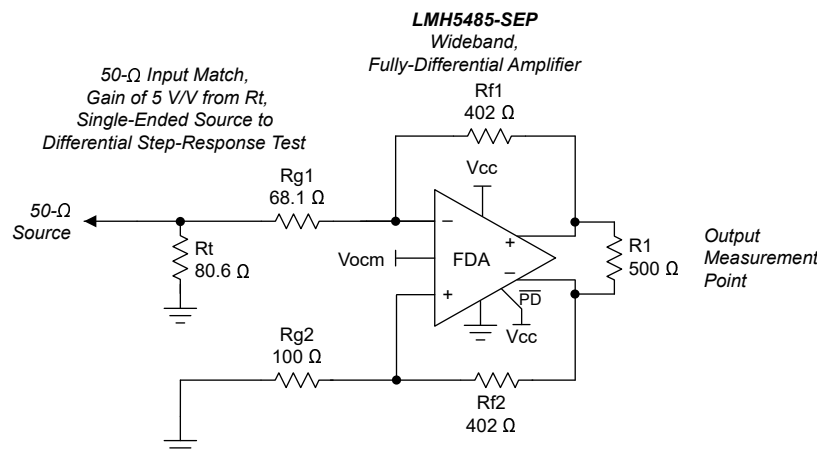 LMH5485-SEP
Wideband,
Fully-Differential Amplifier
50-Ω Input Match,
Gain of 5 V/V from Rt,
Single-Ended Source to
Differential Step-Response Test
Rf1
402 Ω
Vcc
Rg1
68.1 Ω
50-Ω
Source
Rt
80.6 Ω
Vocm
−
+
FDA
+
−
PD
Vcc
R1
500 Ω
Output
Measurement
Point
Rg2
100 Ω
Rf2
402 Ω